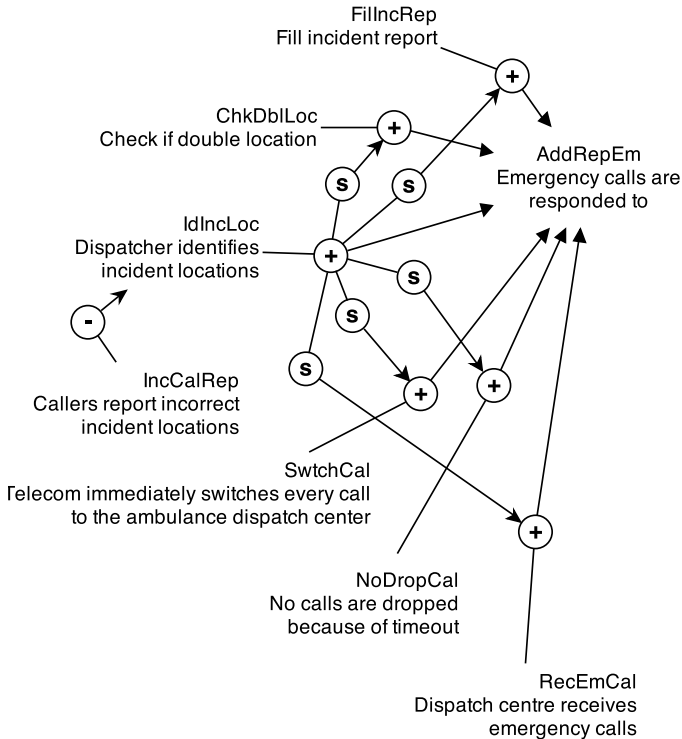 FillIncRep
Fill incident report
+
ChkDblLoc
Check if double location
+
AddRepEm
Emergency calls are
responded to
s
s
IdIncLoc
Dispatcher identifies
incident locations
+
s
s
-
s
IncCalRep
Callers report incorrect
incident locations
+
+
SwtchCal
Telecom immediately switches every call
to the ambulance dispatch center
+
NoDropCal
No calls are dropped
because of timeout
RecEmCal
Dispatch centre receives
emergency calls